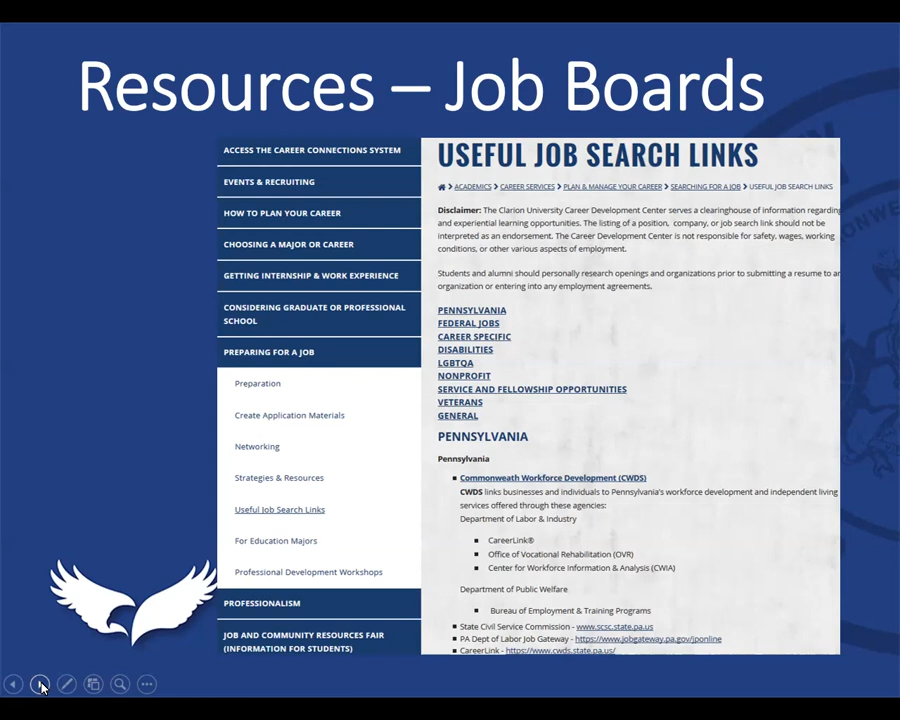 Resources – Job Boards
ACCESS THE CAREER CONNECTIONS SYSTEM
EVENTS & RECRUITING
HOW TO PLAN YOUR CAREER
CHOOSING A MAJOR OR CAREER
GETTING INTERNSHIP & WORK EXPERIENCE
CONSIDERING GRADUATE OR PROFESSIONAL
SCHOOL
PREPARING FOR A JOB
Preparation
Create Application Materials
Networking
Strategies & Resources
Useful Job Search Links
For Education Majors
Professional Development Workshops
PROFESSIONALISM
JOB AND COMMUNITY RESOURCES FAIR
(INFORMATION FOR STUDENTS)
USEFUL JOB SEARCH LINKS
ACADEMICS > CAREER SERVICES > PLAN & MANAGE YOUR CAREER > SEARCHING FOR A JOB > USEFUL JOB SEARCH LINKS
Disclaimer: The Clarion University Career Development Center serves a clearinghouse of information regarding
and experiential learning opportunities. The listing of a position, company, or job search link should not be
interpreted as an endorsement. The Career Development Center is not responsible for safety, wages, working
conditions, or other various aspects of employment.
Students and alumni should personally research openings and organizations prior to submitting a resume to an
organization or entering into any employment agreements.
PENNSYLVANIA
FEDERAL JOBS
CAREER SPECIFIC
DISABILITIES
LGBTQA
NONPROFIT
SERVICE AND FELLOWSHIP OPPORTUNITIES
VETERANS
GENERAL
PENNSYLVANIA
Pennsylvania
Commonweath Workforce Development (CWDS)
CWDS links businesses and individuals to Pennsylvania's workforce development and independent living
services offered through these agencies:
Department of Labor & Industry
CareerLink®
Office of Vocational Rehabilitation (OVR)
Center for Workforce Information & Analysis (CWIA)
Department of Public Welfare
Bureau of Employment & Training Programs
State Civil Service Commission - www.scsc.state.pa.us
PA Dept of Labor Job Gateway - https://www.jobgateway.pa.gov/jponline
CareerLink - https://www.cwds.state.pa.us/